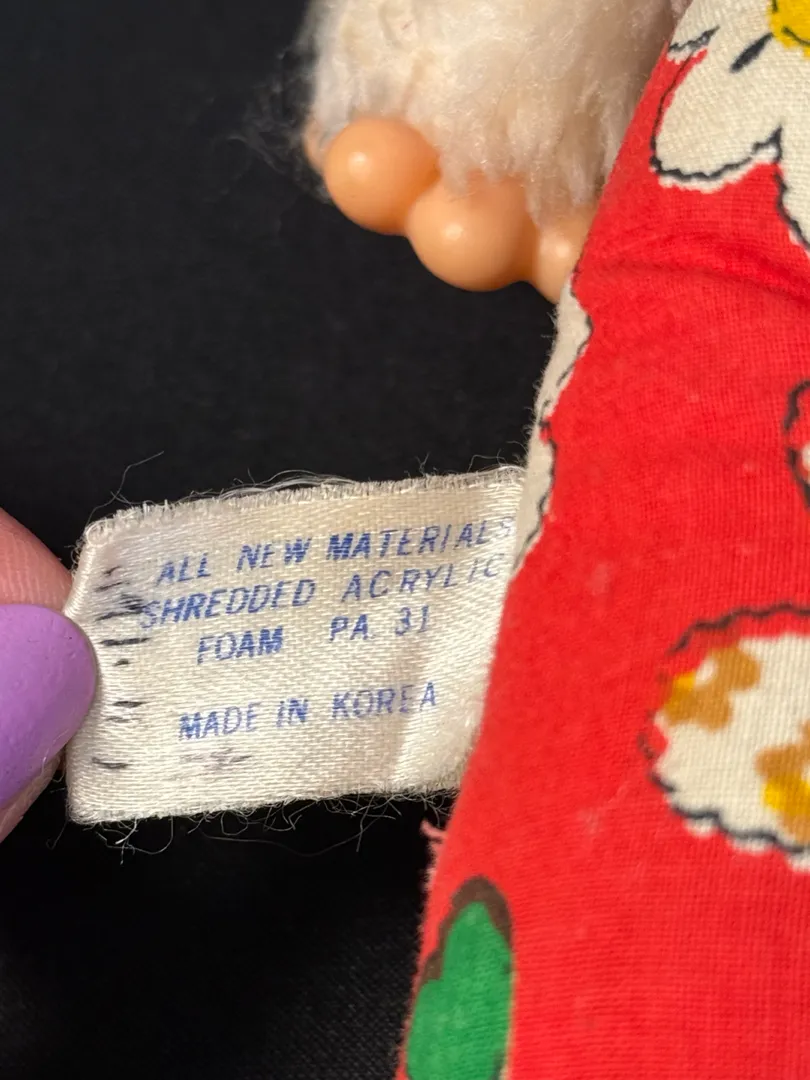 ALL NEW MATERIALS
SHREDDED ACRYLIC
FOAM PA. 31
MADE IN KOREA